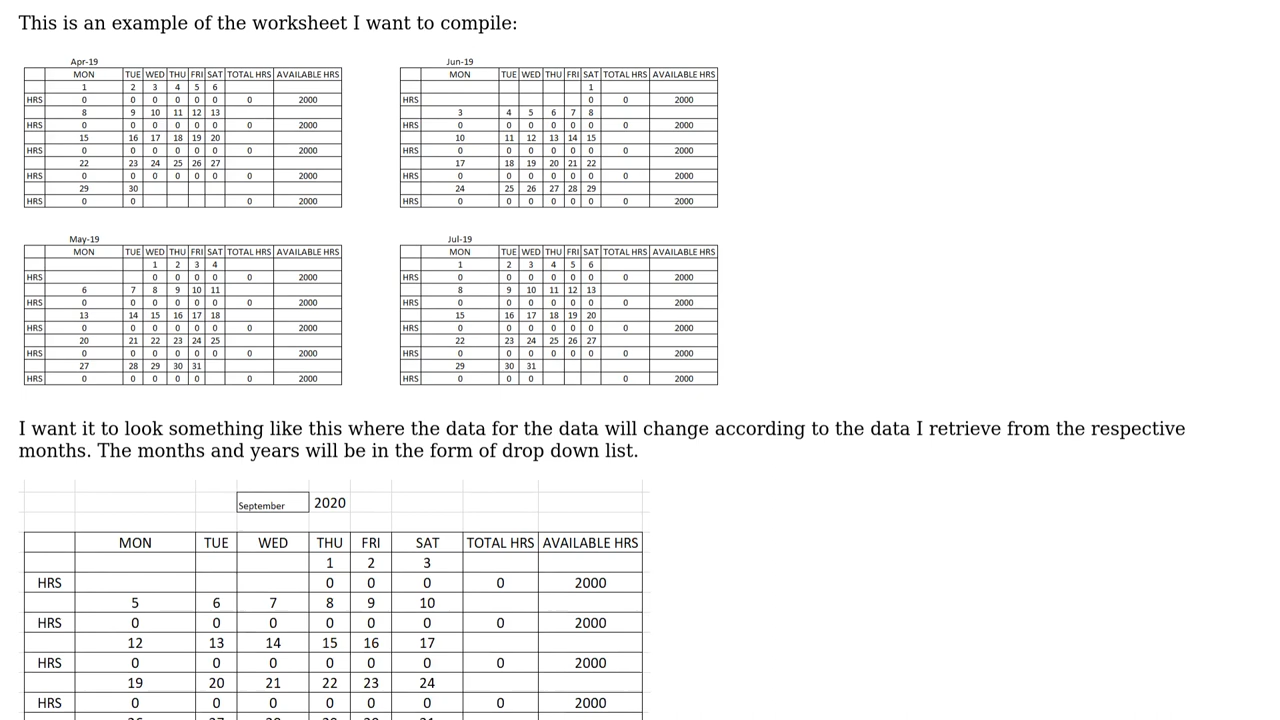 This is an example of the worksheet I want to compile:
Apr-19
MON TUE WED THU FRI SAT TOTAL HRS AVAILABLE HRS
1 2 3 4 5 6
HRS 0 0 0 0 0 0 0 2000
8 9 10 11 12 13
HRS 0 0 0 0 0 0 0 2000
15 16 17 18 19 20
HRS 0 0 0 0 0 0 0 2000
22 23 24 25 26 27
HRS 0 0 0 0 0 0 0 2000
29 30
HRS 0 0 0 2000
Jun-19
MON TUE WED THU FRI SAT TOTAL HRS AVAILABLE HRS
1
HRS 0 0 2000
3 4 5 6 7 8
HRS 0 0 0 0 0 0 0 2000
10 11 12 13 14 15
HRS 0 0 0 0 0 0 0 2000
17 18 19 20 21 22
HRS 0 0 0 0 0 0 0 2000
24 25 26 27 28 29
HRS 0 0 0 0 0 0 0 2000
May-19
MON TUE WED THU FRI SAT TOTAL HRS AVAILABLE HRS
1 2 3 4
HRS 0 0 0 0 0 2000
6 7 8 9 10 11
HRS 0 0 0 0 0 0 0 2000
13 14 15 16 17 18
HRS 0 0 0 0 0 0 0 2000
20 21 22 23 24 25
HRS 0 0 0 0 0 0 0 2000
27 28 29 30 31
HRS 0 0 0 0 0 0 2000
Jul-19
MON TUE WED THU FRI SAT TOTAL HRS AVAILABLE HRS
1 2 3 4 5 6
HRS 0 0 0 0 0 0 0 2000
8 9 10 11 12 13
HRS 0 0 0 0 0 0 0 2000
15 16 17 18 19 20
HRS 0 0 0 0 0 0 0 2000
22 23 24 25 26 27
HRS 0 0 0 0 0 0 0 2000
29 30 31
HRS 0 0 0 0 2000
I want it to look something like this where the data for the data will change according to the data I retrieve from the respective
months. The months and years will be in the form of drop down list.
September 2020
MON TUE WED THU FRI SAT TOTAL HRS AVAILABLE HRS
1 2 3
HRS 0 0 0 0 2000
5 6 7 8 9 10
HRS 0 0 0 0 0 0 0 2000
12 13 14 15 16 17
HRS 0 0 0 0 0 0 0 2000
19 20 21 22 23 24
HRS 0 0 0 0 0 0 0 2000